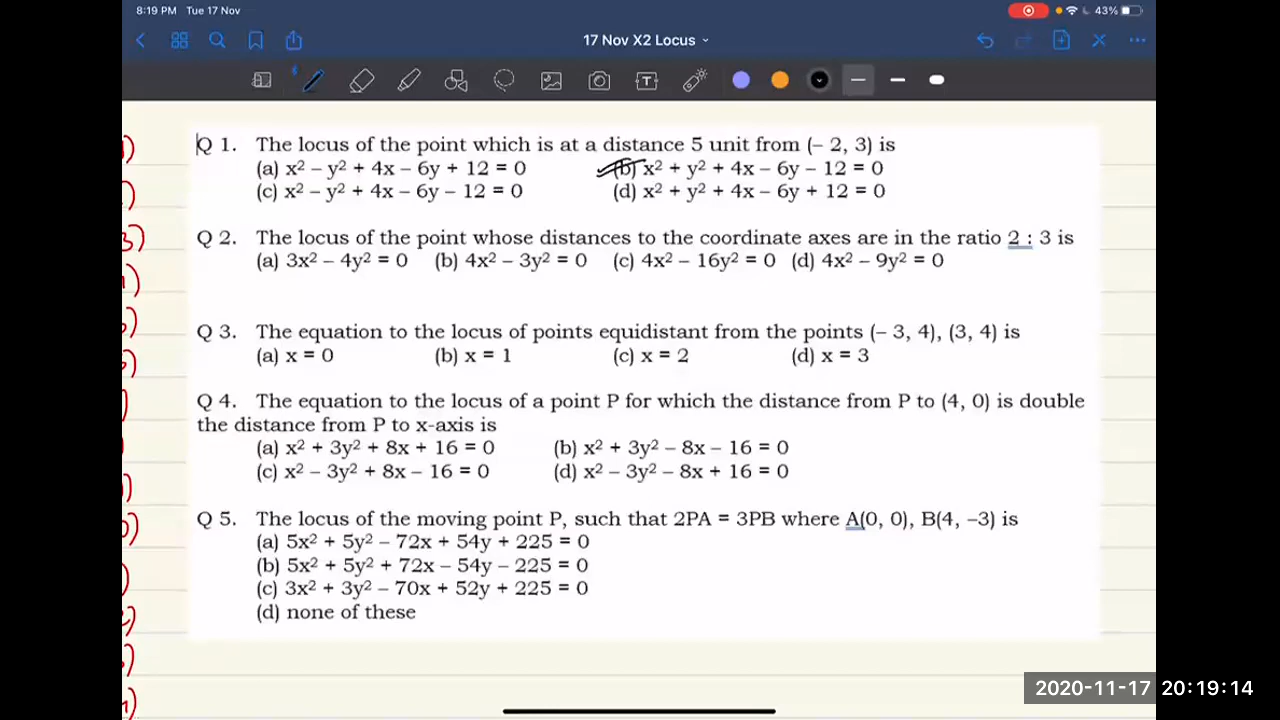 8:19 PM Tue 17 Nov
43%
17 Nov X2 Locus
Q 1. The locus of the point which is at a distance 5 unit from (– 2, 3) is
(a) x² – y² + 4x – 6y + 12 = 0 (b) x² + y² + 4x – 6y – 12 = 0
(c) x² – y² + 4x – 6y – 12 = 0 (d) x² + y² + 4x – 6y + 12 = 0
Q 2. The locus of the point whose distances to the coordinate axes are in the ratio 2 : 3 is
(a) 3x² – 4y² = 0 (b) 4x² – 3y² = 0 (c) 4x² – 16y² = 0 (d) 4x² – 9y² = 0
Q 3. The equation to the locus of points equidistant from the points (– 3, 4), (3, 4) is
(a) x = 0 (b) x = 1 (c) x = 2 (d) x = 3
Q 4. The equation to the locus of a point P for which the distance from P to (4, 0) is double
the distance from P to x-axis is
(a) x² + 3y² + 8x + 16 = 0 (b) x² + 3y² – 8x – 16 = 0
(c) x² – 3y² + 8x – 16 = 0 (d) x² – 3y² – 8x + 16 = 0
Q 5. The locus of the moving point P, such that 2PA = 3PB where A(0, 0), B(4, –3) is
(a) 5x² + 5y² – 72x + 54y + 225 = 0
(b) 5x² + 5y² + 72x – 54y – 225 = 0
(c) 3x² + 3y² – 70x + 52y + 225 = 0
(d) none of these
2020-11-17 20:19:14